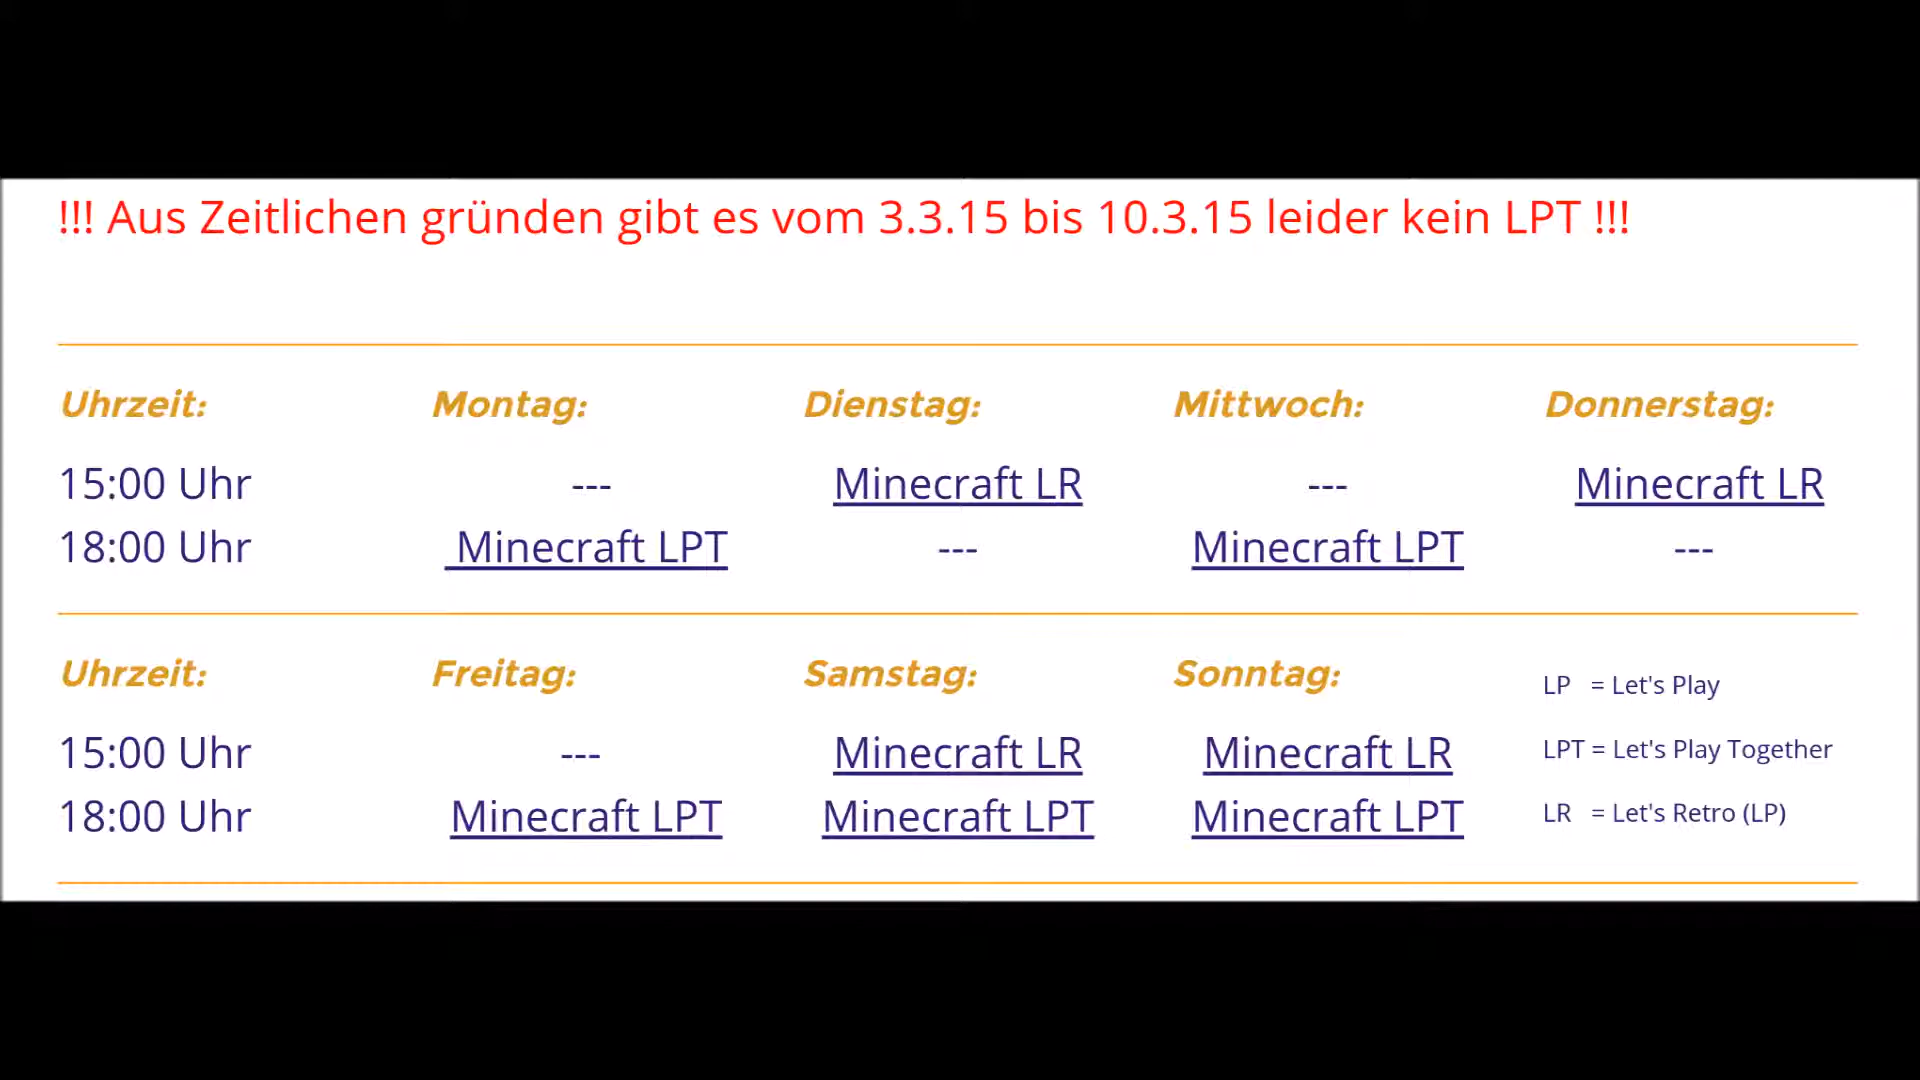 !!! Aus Zeitlichen gründen gibt es vom 3.3.15 bis 10.3.15 leider kein LPT !!!
Uhrzeit: Montag: Dienstag: Mittwoch: Donnerstag:
15:00 Uhr --- Minecraft LR --- Minecraft LR
18:00 Uhr Minecraft LPT --- Minecraft LPT ---
Uhrzeit: Freitag: Samstag: Sonntag: LP = Let's Play
15:00 Uhr --- Minecraft LR Minecraft LR LPT = Let's Play Together
18:00 Uhr Minecraft LPT Minecraft LPT Minecraft LPT LR = Let's Retro (LP)